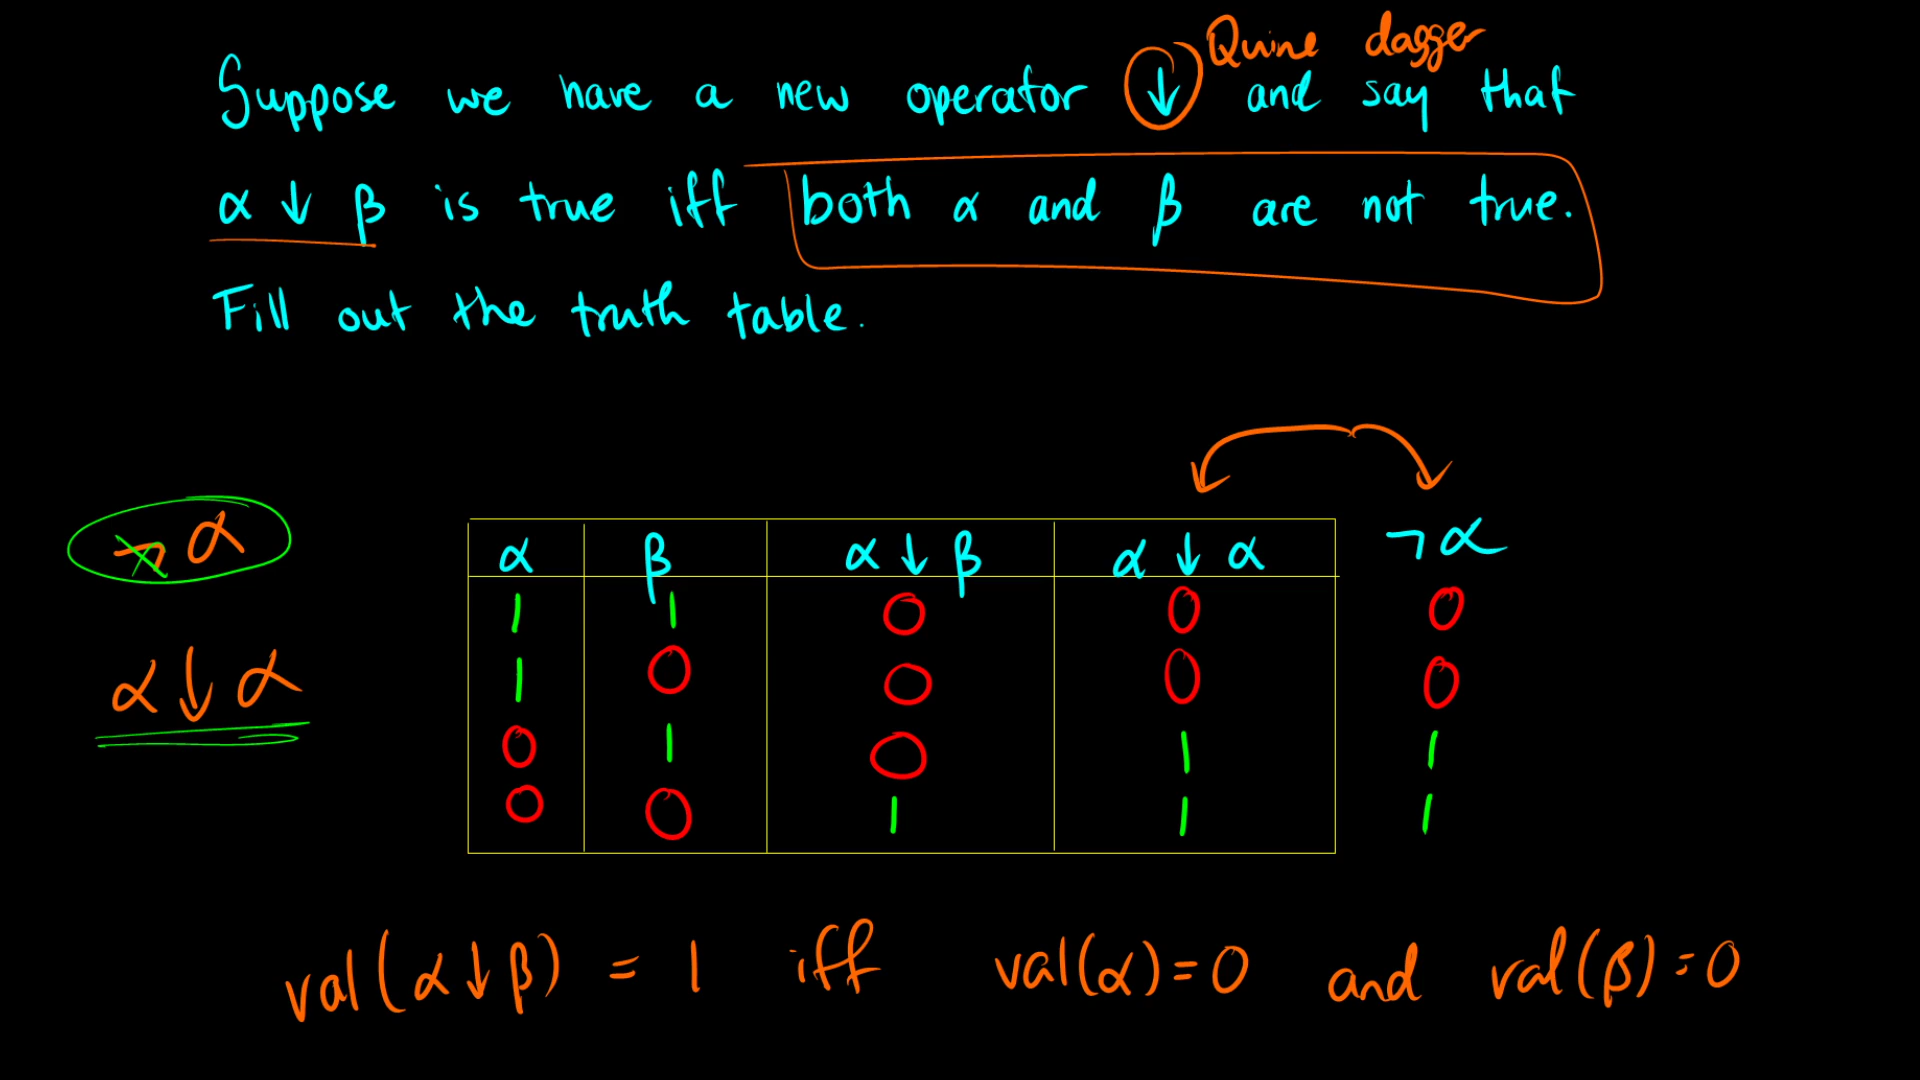 Quine dagger
Suppose we have a new operator ↓ and say that
α ↓ β is true iff both α and β are not true.
Fill out the truth table.
¬α
α ↓ α
α β α ↓ β α ↓ α ¬α
1 1 0 0 0
1 0 0 0 0
0 1 0 1 1
0 0 1 1 1
val(α↓β) = 1 iff val(α)=0 and val(β)=0